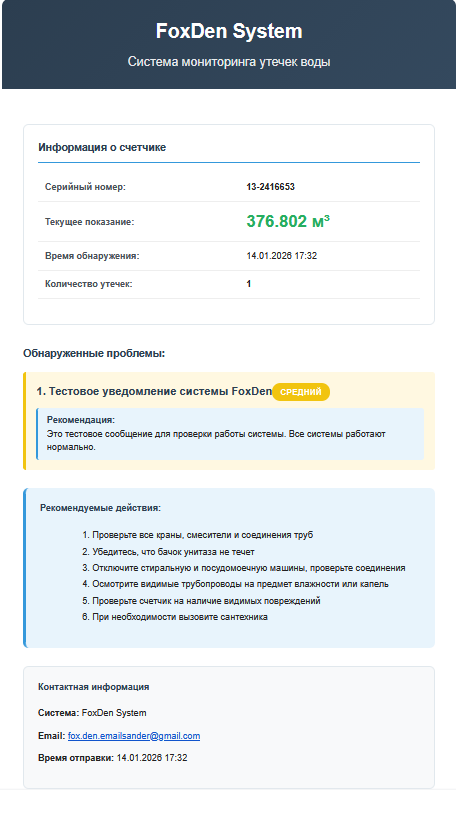 FoxDen System
Система мониторинга утечек воды
Информация о счетчике
Серийный номер: 13-2416653
Текущее показание: 376.802 м³
Время обнаружения: 14.01.2026 17:32
Количество утечек: 1
Обнаруженные проблемы:
1. Тестовое уведомление системы FoxDen СРЕДНИЙ
Рекомендация:
Это тестовое сообщение для проверки работы системы. Все системы работают
нормально.
Рекомендуемые действия:
1. Проверьте все краны, смесители и соединения труб
2. Убедитесь, что бачок унитаза не течет
3. Отключите стиральную и посудомоечную машины, проверьте соединения
4. Осмотрите видимые трубопроводы на предмет влажности или капель
5. Проверьте счетчик на наличие видимых повреждений
6. При необходимости вызовите сантехника
Контактная информация
Система: FoxDen System
Email: fox.den.emailsander@gmail.com
Время отправки: 14.01.2026 17:32